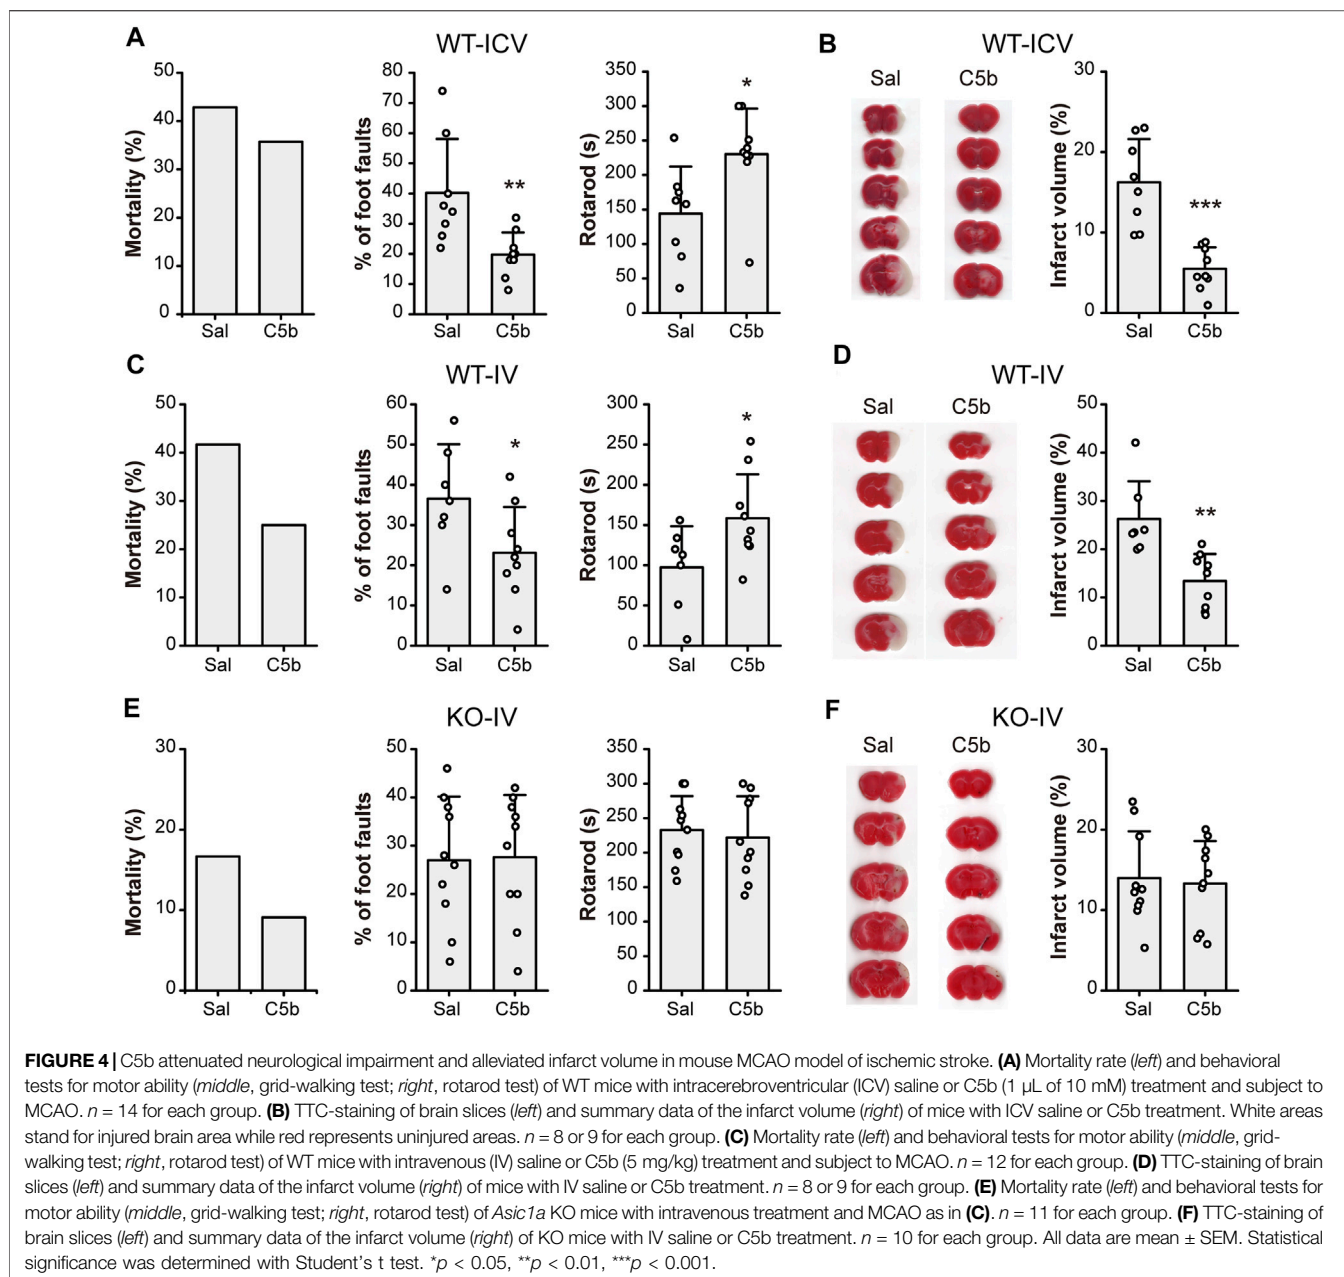 A
WT-ICV
Mortality (%)
50
40
30
20
10
0
Sal C5b
% of foot faults
80
70
60
50
40
30
20
10
0
**
Sal C5b
Rotarod (s)
350
300
250
200
150
100
50
0
*
Sal C5b
B
WT-ICV
Sal C5b
Infarct volume (%)
30
20
10
0
***
Sal C5b
C
WT-IV
Mortality (%)
50
40
30
20
10
0
Sal C5b
% of foot faults
60
50
40
30
20
10
0
*
Sal C5b
Rotarod (s)
300
250
200
150
100
50
0
*
Sal C5b
D
WT-IV
Sal C5b
Infarct volume (%)
50
40
30
20
10
0
**
Sal C5b
E
KO-IV
Mortality (%)
30
20
10
0
Sal C5b
% of foot faults
50
40
30
20
10
0
Sal C5b
Rotarod (s)
350
300
250
200
150
100
50
0
Sal C5b
F
KO-IV
Sal C5b
Infarct volume (%)
30
20
10
0
Sal C5b
FIGURE 4 | C5b attenuated neurological impairment and alleviated infarct volume in mouse MCAO model of ischemic stroke. (A) Mortality rate (left) and behavioral
tests for motor ability (middle, grid-walking test; right, rotarod test) of WT mice with intracerebroventricular (ICV) saline or C5b (1 µL of 10 mM) treatment and subject to
MCAO. n = 14 for each group. (B) TTC-staining of brain slices (left) and summary data of the infarct volume (right) of mice with ICV saline or C5b treatment. White areas
stand for injured brain area while red represents uninjured areas. n = 8 or 9 for each group. (C) Mortality rate (left) and behavioral tests for motor ability (middle, grid-
walking test; right, rotarod test) of WT mice with intravenous (IV) saline or C5b (5 mg/kg) treatment and subject to MCAO. n = 12 for each group. (D) TTC-staining of brain
slices (left) and summary data of the infarct volume (right) of mice with IV saline or C5b treatment. n = 8 or 9 for each group. (E) Mortality rate (left) and behavioral tests for
motor ability (middle, grid-walking test; right, rotarod test) of Asic1a KO mice with intravenous treatment and MCAO as in (C). n = 11 for each group. (F) TTC-staining of
brain slices (left) and summary data of the infarct volume (right) of KO mice with IV saline or C5b treatment. n = 10 for each group. All data are mean ± SEM. Statistical
significance was determined with Student's t test. *p < 0.05, **p < 0.01, ***p < 0.001.